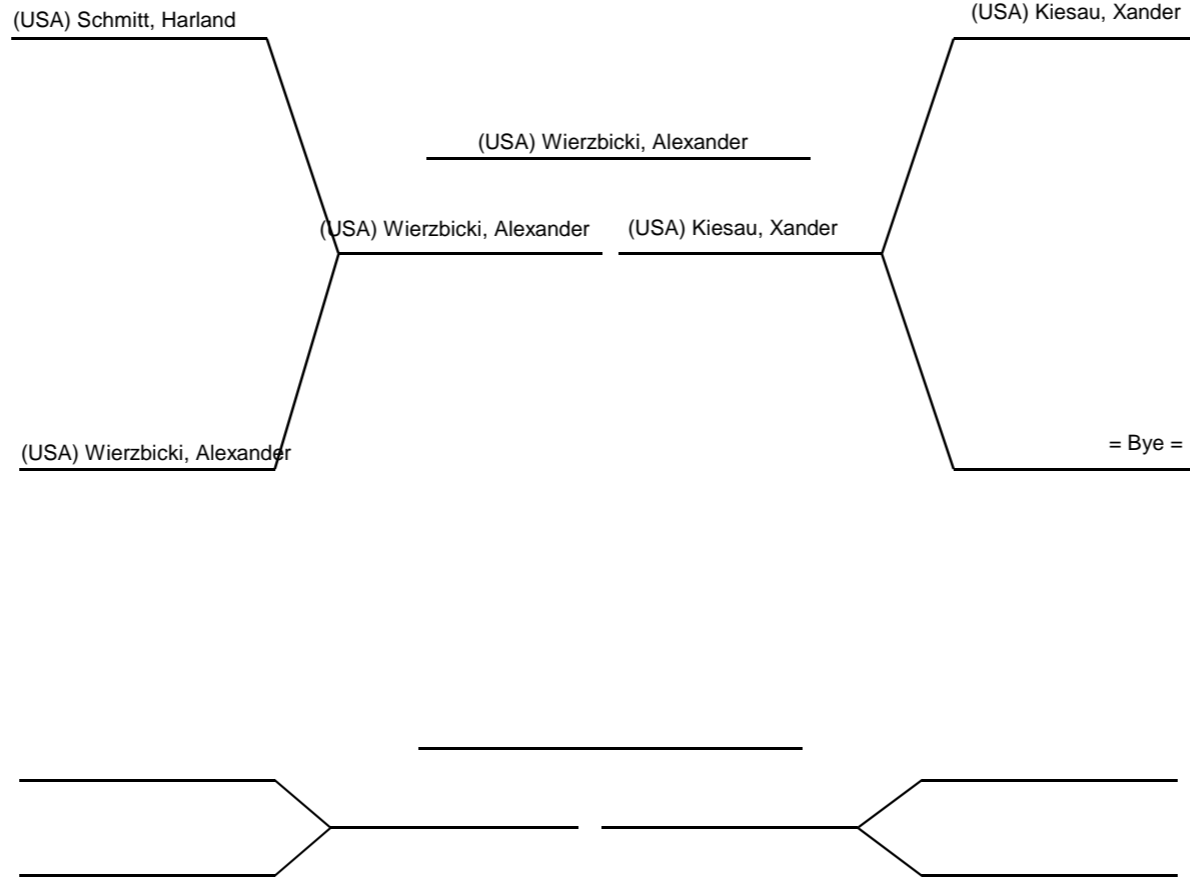 (USA) Schmitt, Harland
(USA) Kiesau, Xander
(USA) Wierzbicki, Alexander
(USA) Wierzbicki, Alexander
(USA) Kiesau, Xander
(USA) Wierzbicki, Alexander
= Bye =